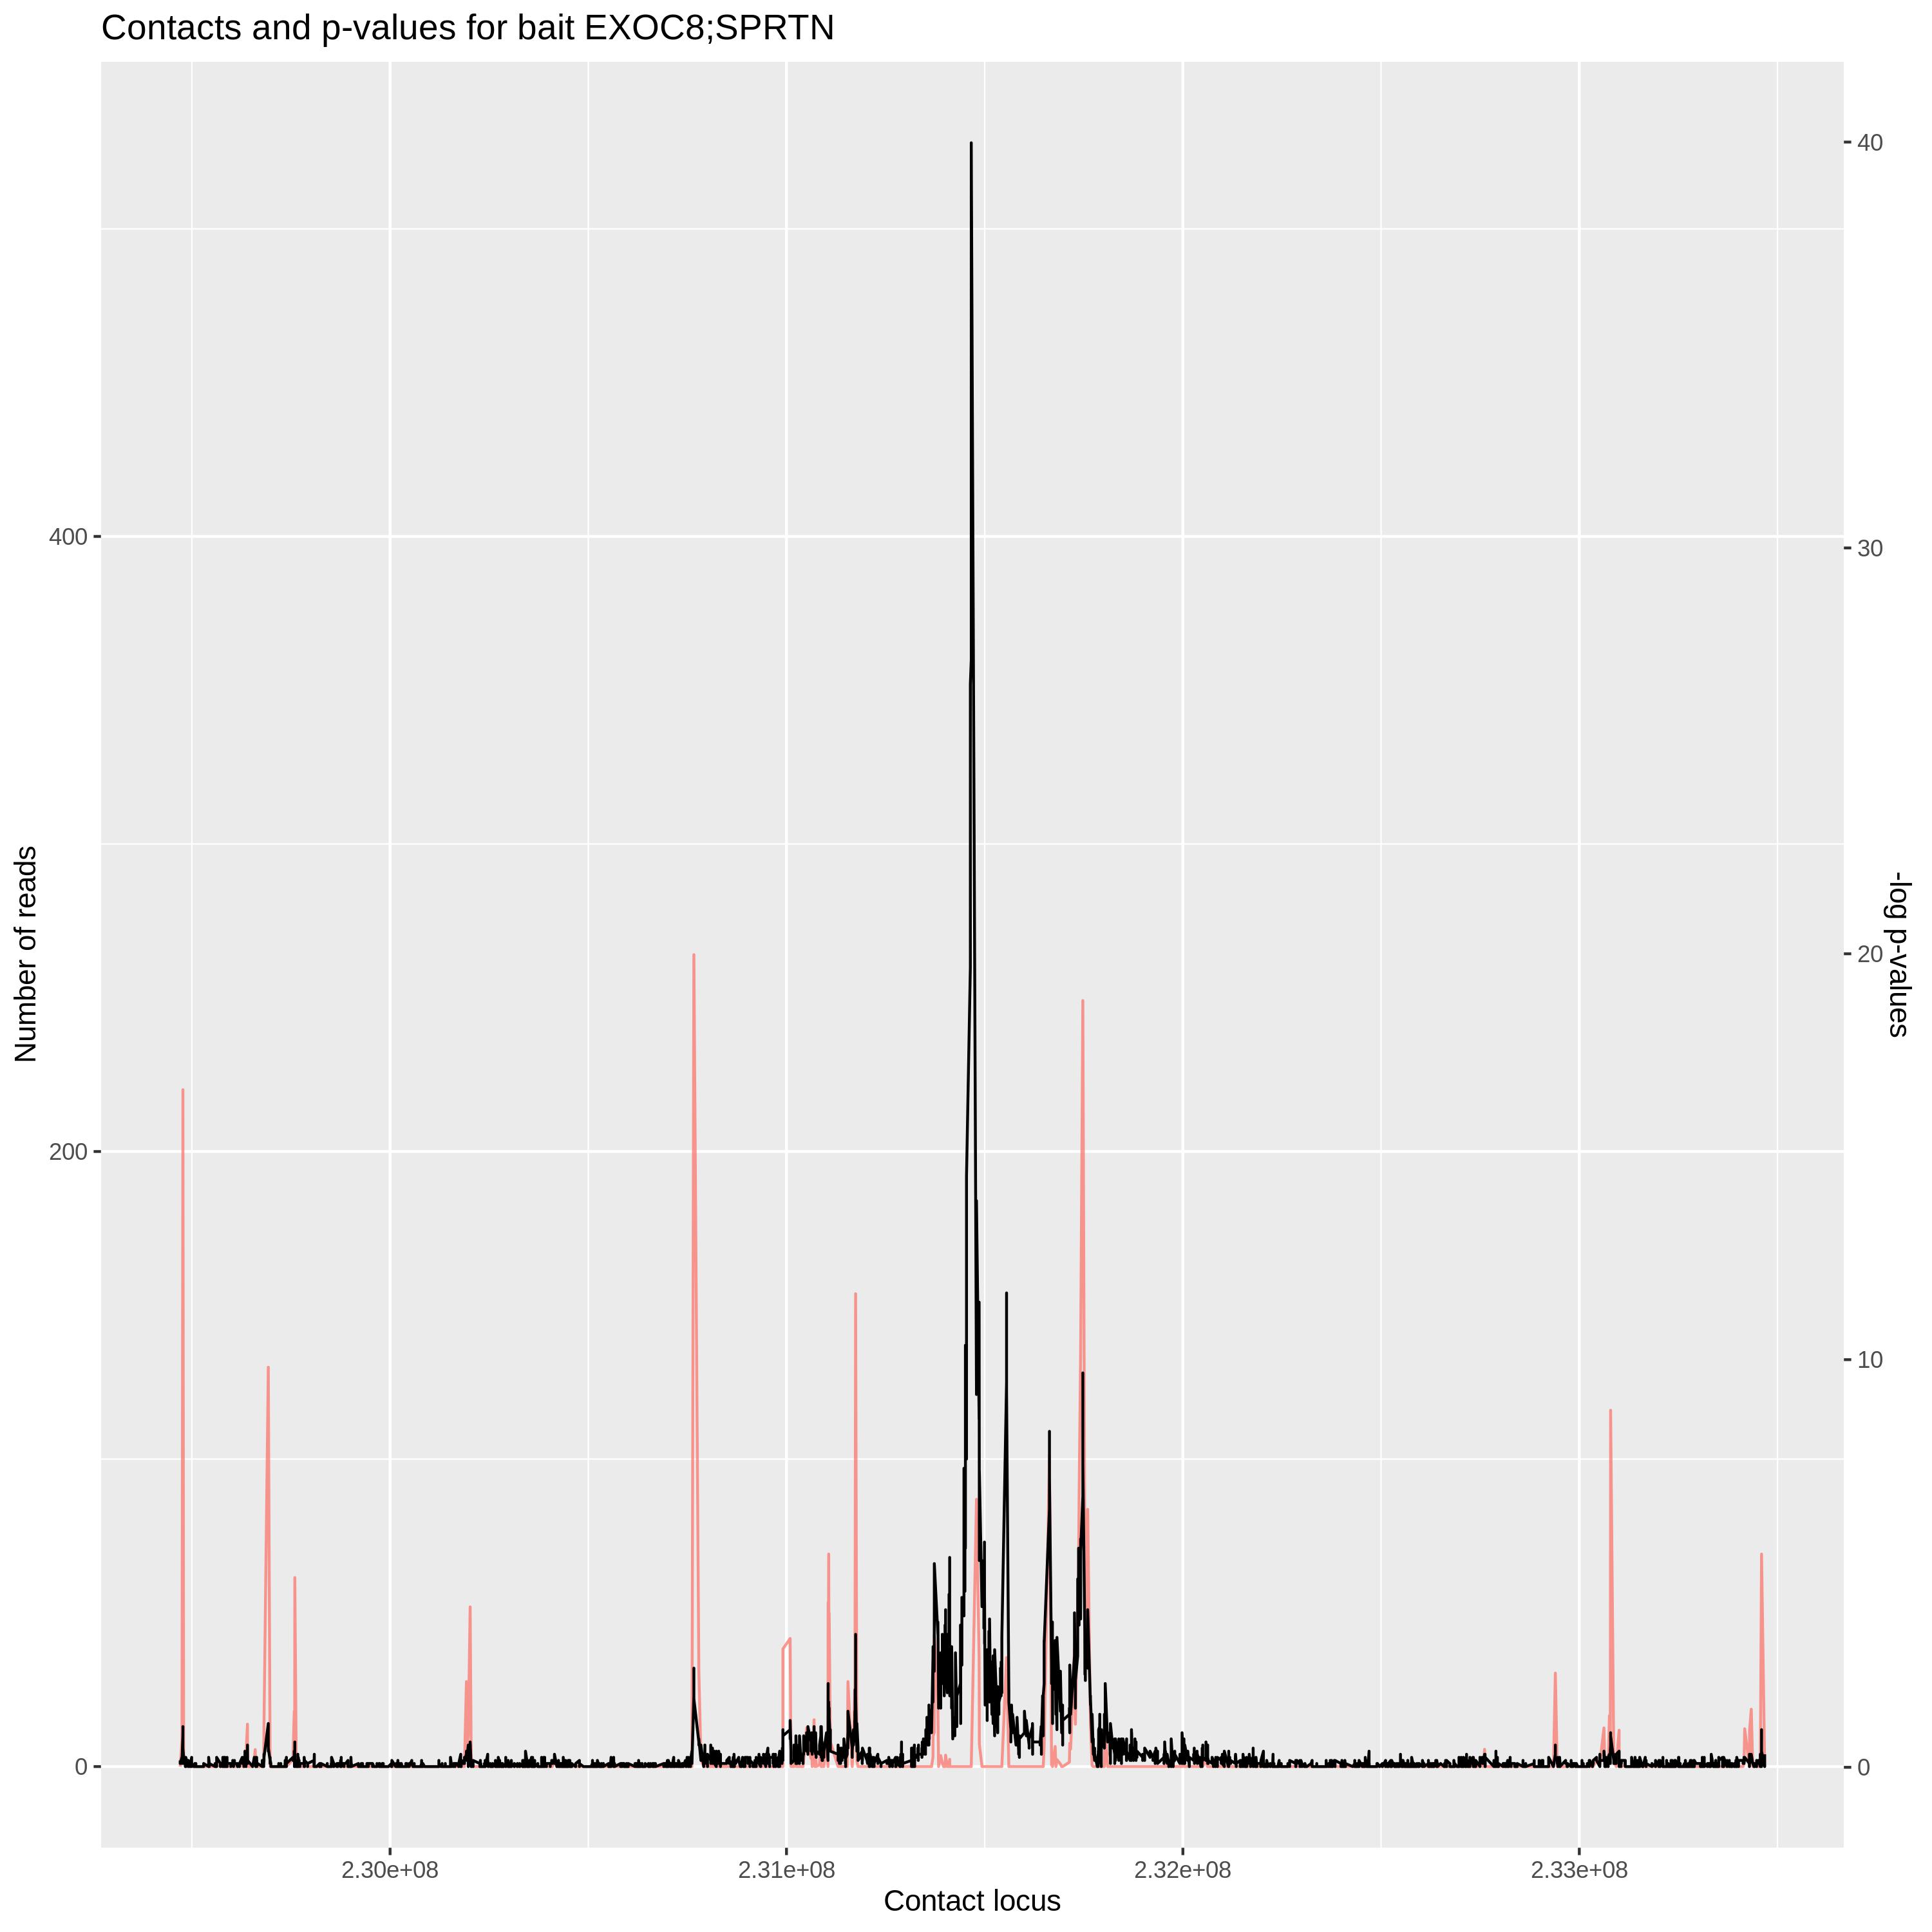 Contacts and p-values for bait EXOC8;SPRTN
Number of reads
400
200
0
40
30
20
10
0
-log p-values
2.30e+08 2.31e+08 2.32e+08 2.33e+08
Contact locus